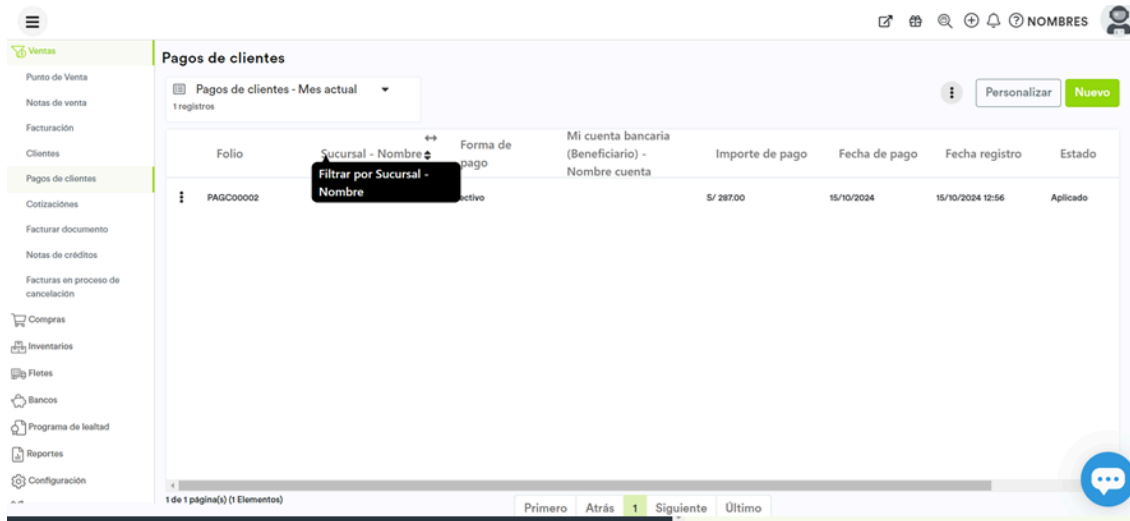 NOMBRES
Ventas
Punto de Venta
Notas de venta
Facturación
Clientes
Pagos de clientes
Cotizaciónes
Facturar documento
Notas de créditos
Facturas en proceso de
cancelación
Compras
Inventarios
Fletes
Bancos
Programa de lealtad
Reportes
Configuración
Pagos de clientes
Pagos de clientes - Mes actual
1 registros
Personalizar
Nuevo
Folio
Sucursal - Nombre
Forma de
pago
Mi cuenta bancaria
(Beneficiario) -
Nombre cuenta
Importe de pago
Fecha de pago
Fecha registro
Estado
Filtrar por Sucursal -
Nombre
PAGC00002
ectivo
S/ 287.00
15/10/2024
15/10/2024 12:56
Aplicado
1 de 1 página(s) (1 Elementos)
Primero Atrás 1 Siguiente Último